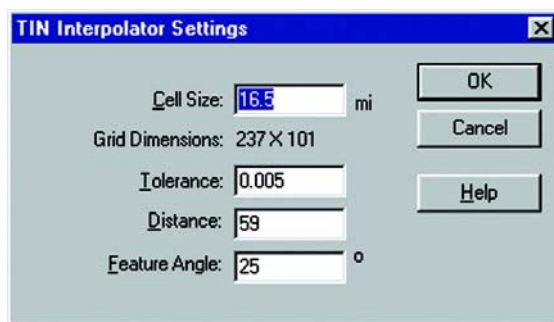 TIN Interpolator Settings
Cell Size: 16.5 mi
OK
Grid Dimensions: 237 X 101
Cancel
Tolerance: 0.005
Help
Distance: 59
Feature Angle: 25 °